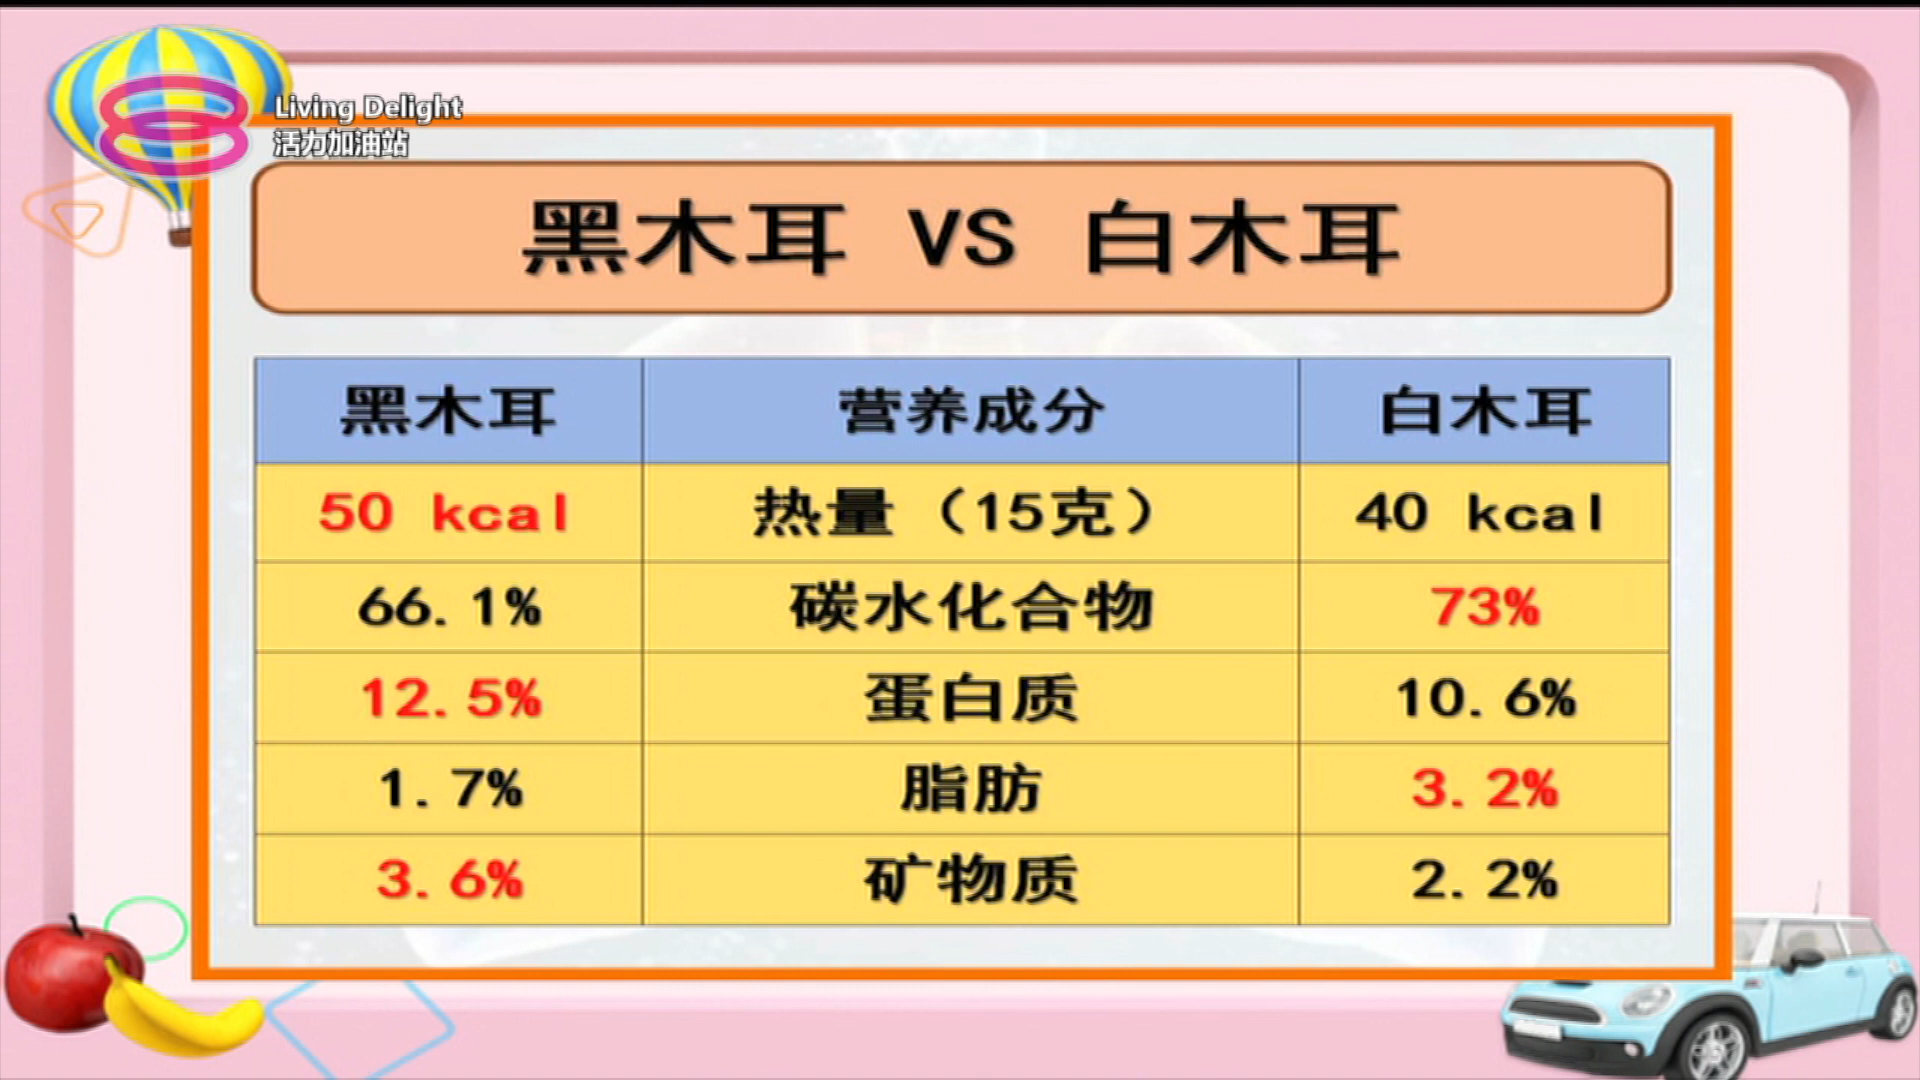 Living Delight
活力加油站
黑木耳 VS 白木耳
黑木耳 营养成分 白木耳
50 kcal 热量（15克） 40 kcal
66.1% 碳水化合物 73%
12.5% 蛋白质 10.6%
1.7% 脂肪 3.2%
3.6% 矿物质 2.2%